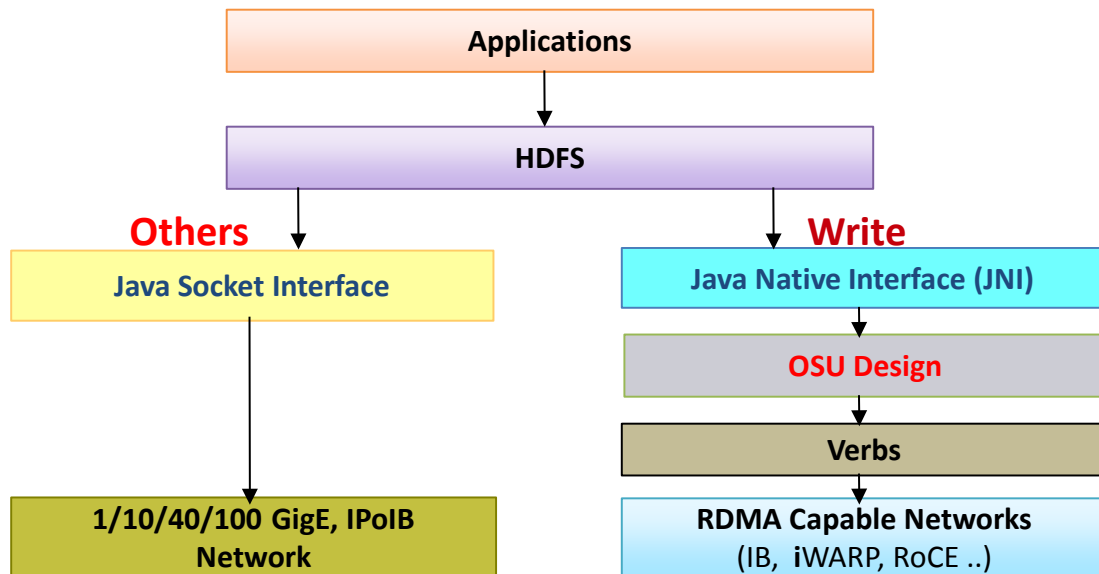 Applications
HDFS
Others
Write
Java Socket Interface
Java Native Interface (JNI)
OSU Design
Verbs
1/10/40/100 GigE, IPoIB
Network
RDMA Capable Networks
(IB, iWARP, RoCE ..)